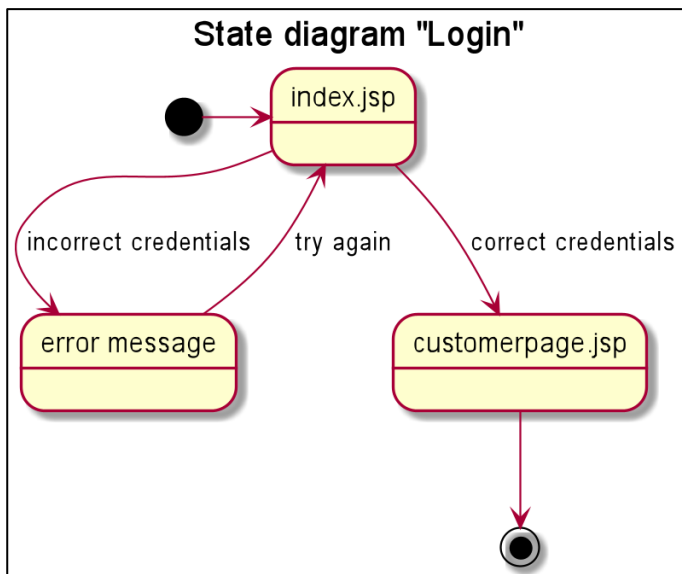 State diagram "Login"
index.jsp
incorrect credentials
try again
correct credentials
error message
customerpage.jsp